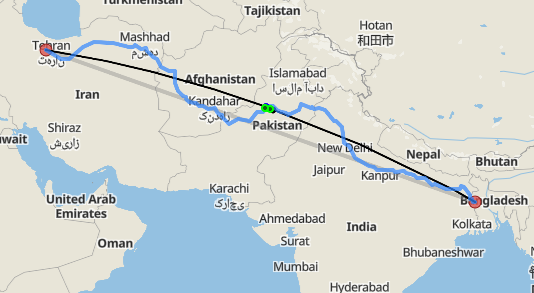 Turkmenistan
Tajikistan
Hotan
和田市
Tehran
تهران
Mashhad
مشهد
Afghanistan
Islamabad
اسلام آباد
Iran
Kandahar
کندهار
Pakistan
Shiraz
شیراز
New Delhi
Nepal
Bhutan
Jaipur
Kanpur
United Arab
Emirates
Karachi
کراچی
Bangladesh
Ahmedabad
India
Kolkata
Oman
Surat
Bhubaneshwar
Mumbai
Hyderabad